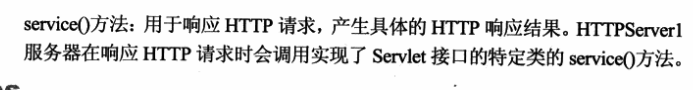 service()方法：用于响应 HTTP 请求，产生具体的 HTTP 响应结果。HTTPServer1
服务器在响应 HTTP 请求时会调用实现了 Servlet 接口的特定类的 service()方法。